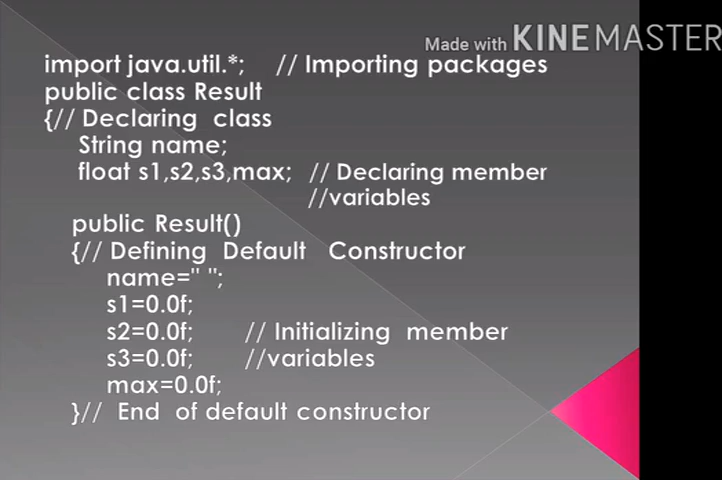 Made with KINEMASTER
import java.util.*;    // Importing packages
public class Result
{// Declaring class
String name;
float s1,s2,s3,max;  // Declaring member
//variables
public Result()
{// Defining Default Constructor
name=" ";
s1=0.0f;
s2=0.0f;    // Initializing member
s3=0.0f;    //variables
max=0.0f;
}// End of default constructor